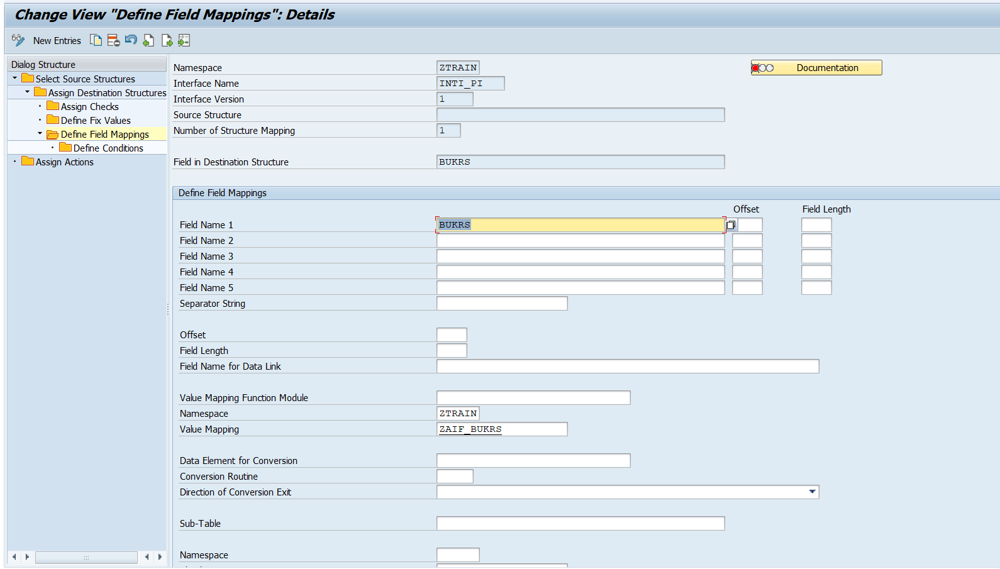 Change View "Define Field Mappings": Details
New Entries
Dialog Structure
Select Source Structures
Assign Destination Structures
Assign Checks
Define Fix Values
Define Field Mappings
Define Conditions
Assign Actions
Namespace ZTRAIN Documentation
Interface Name INTI_PI
Interface Version 1
Source Structure
Number of Structure Mapping 1
Field in Destination Structure BUKRS
Define Field Mappings
Offset Field Length
Field Name 1 BUKRS
Field Name 2
Field Name 3
Field Name 4
Field Name 5
Separator String
Offset
Field Length
Field Name for Data Link
Value Mapping Function Module
Namespace ZTRAIN
Value Mapping ZAIF_BUKRS
Data Element for Conversion
Conversion Routine
Direction of Conversion Exit
Sub-Table
Namespace